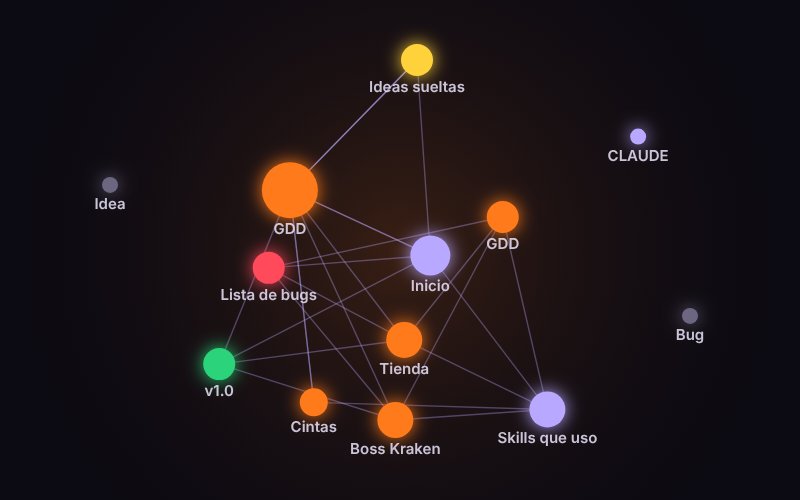 Ideas sueltas
CLAUDE
Idea
GDD
GDD
Inicio
Lista de bugs
Bug
Tienda
v1.0
Cintas
Boss Kraken
Skills que uso